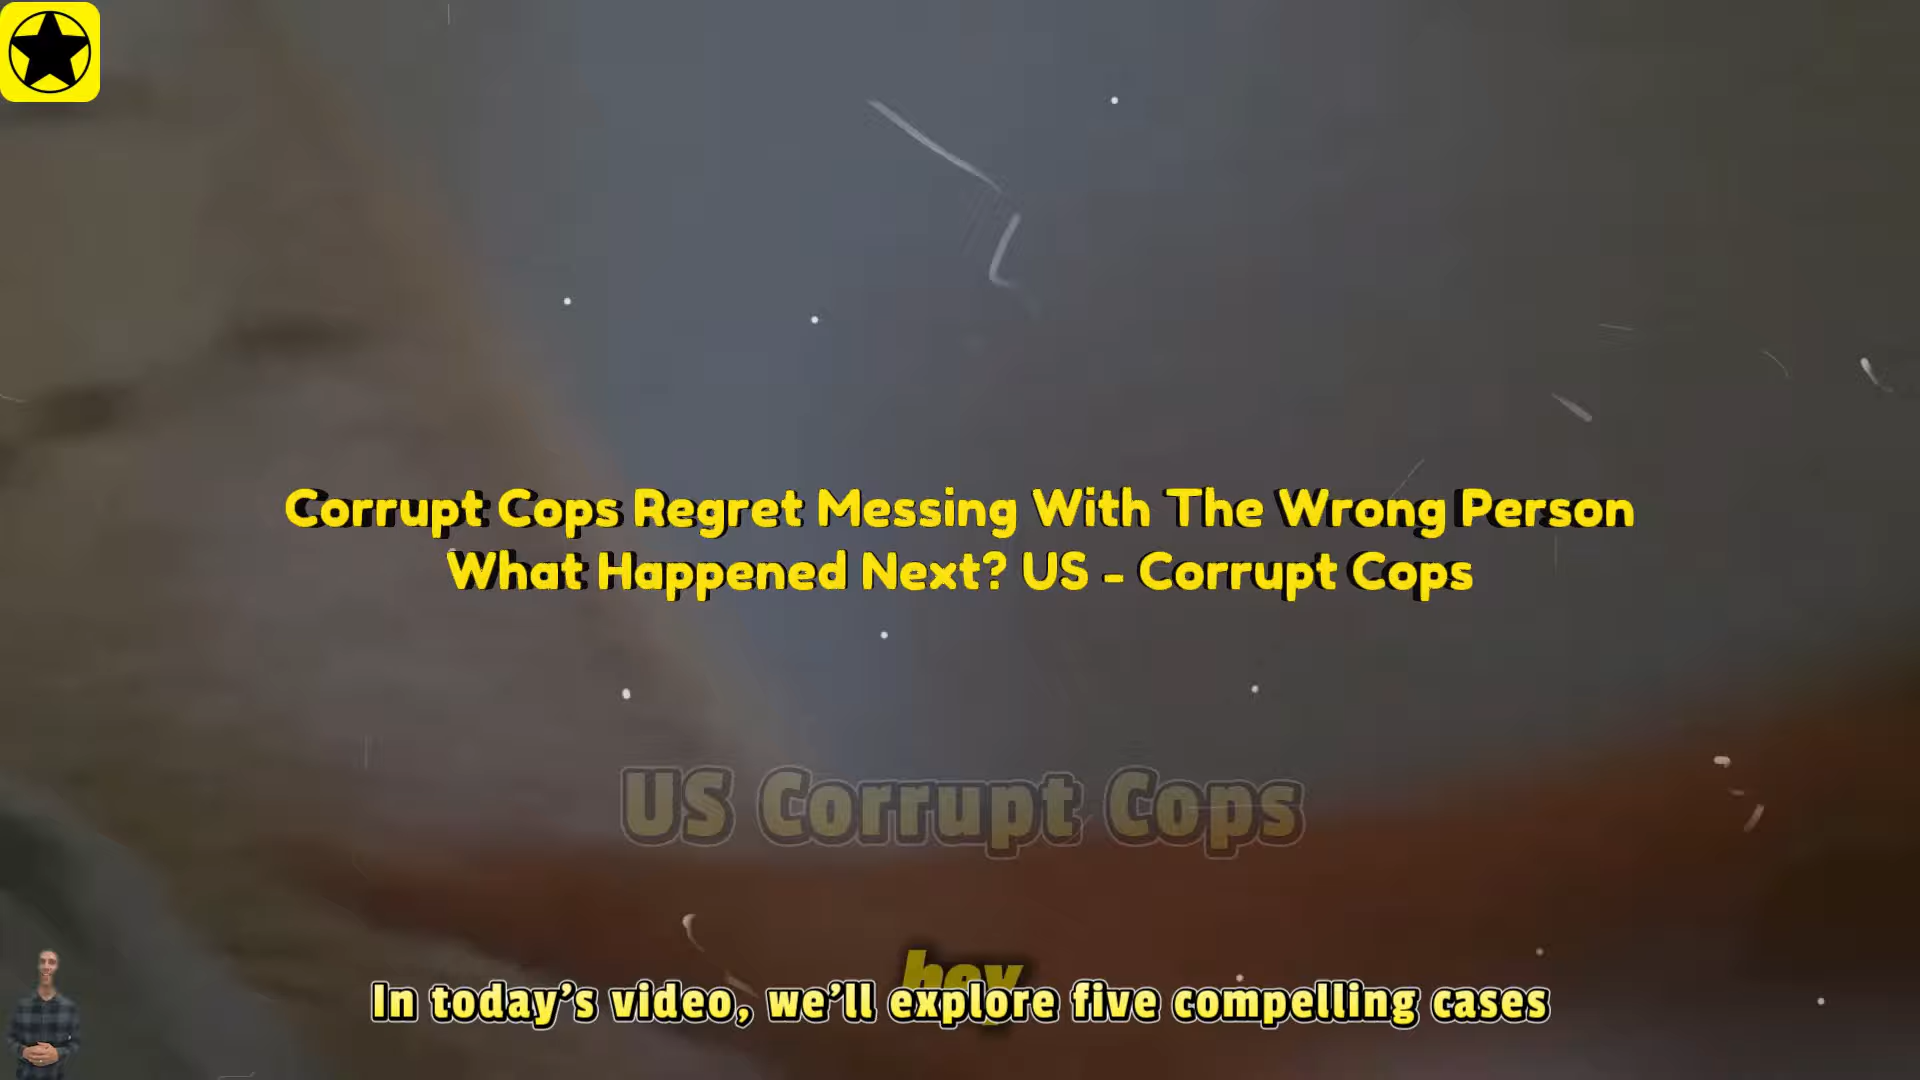 Corrupt Cops Regret Messing With The Wrong Person
What Happened Next? US - Corrupt Cops
US Corrupt Cops
hey
In today's video, we'll explore five compelling cases